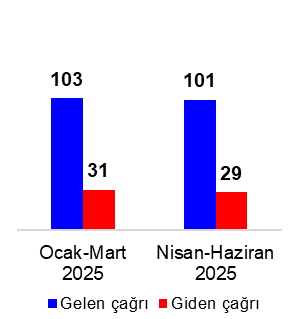 103
101
31
29
Ocak-Mart
2025
Nisan-Haziran
2025
Gelen çağrı
Giden çağrı